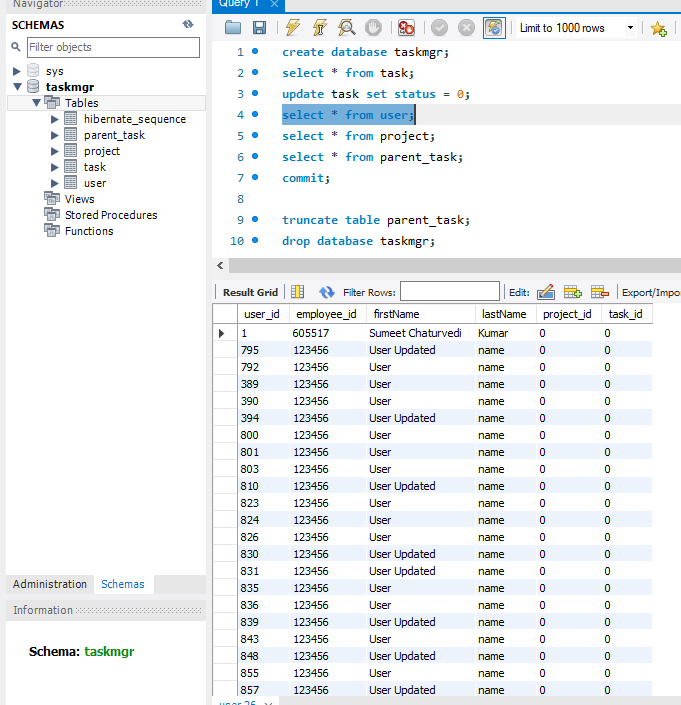 Navigator
Query 1
SCHEMAS
Filter objects
sys
taskmgr
Tables
hibernate_sequence
parent_task
project
task
user
Views
Stored Procedures
Functions
Administration Schemas
Information
Schema: taskmgr
Limit to 1000 rows
1 create database taskmgr;
2 select * from task;
3 update task set status = 0;
4 select * from user;
5 select * from project;
6 select * from parent_task;
7 commit;
8
9 truncate table parent_task;
10 drop database taskmgr;
Result Grid Filter Rows: Edit: Export/Impor
user_id employee_id firstName lastName project_id task_id
1 605517 Sumeet Chaturvedi Kumar 0 0
795 123456 User Updated name 0 0
792 123456 User name 0 0
389 123456 User name 0 0
390 123456 User name 0 0
394 123456 User Updated name 0 0
800 123456 User name 0 0
801 123456 User name 0 0
803 123456 User name 0 0
810 123456 User Updated name 0 0
823 123456 User name 0 0
824 123456 User name 0 0
826 123456 User name 0 0
830 123456 User Updated name 0 0
831 123456 User Updated name 0 0
835 123456 User name 0 0
836 123456 User name 0 0
839 123456 User Updated name 0 0
843 123456 User name 0 0
848 123456 User Updated name 0 0
855 123456 User name 0 0
857 123456 User Updated name 0 0
user 26